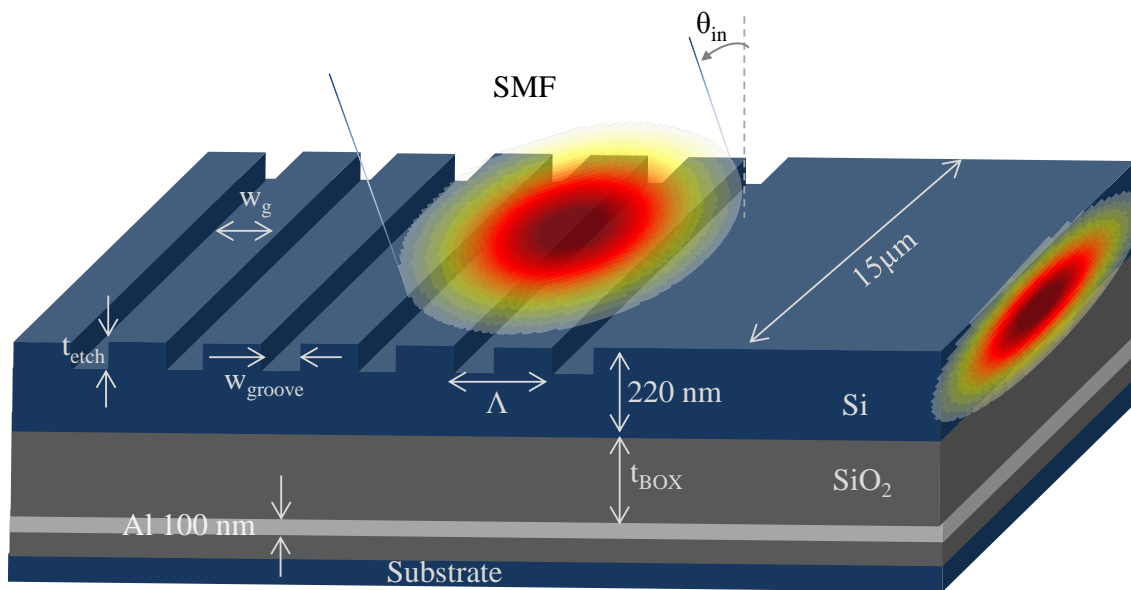 θin
SMF
wg
15μm
tetch
wgroove
Λ
220 nm
Si
tBOX
SiO2
Al 100 nm
Substrate